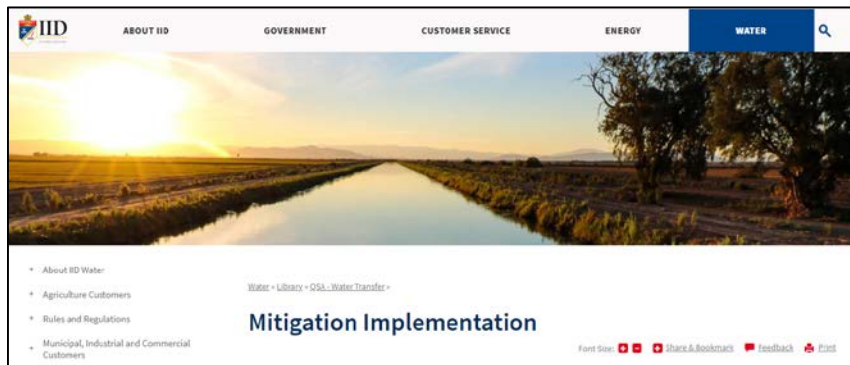 IID
ABOUT IID
GOVERNMENT
CUSTOMER SERVICE
ENERGY
WATER
+ About IID Water
+ Agriculture Customers
+ Rules and Regulations
+ Municipal, Industrial and Commercial
Customers
Water » Library » QSA - Water Transfer »
Mitigation Implementation
Font Size: + - + Share & Bookmark Feedback Print